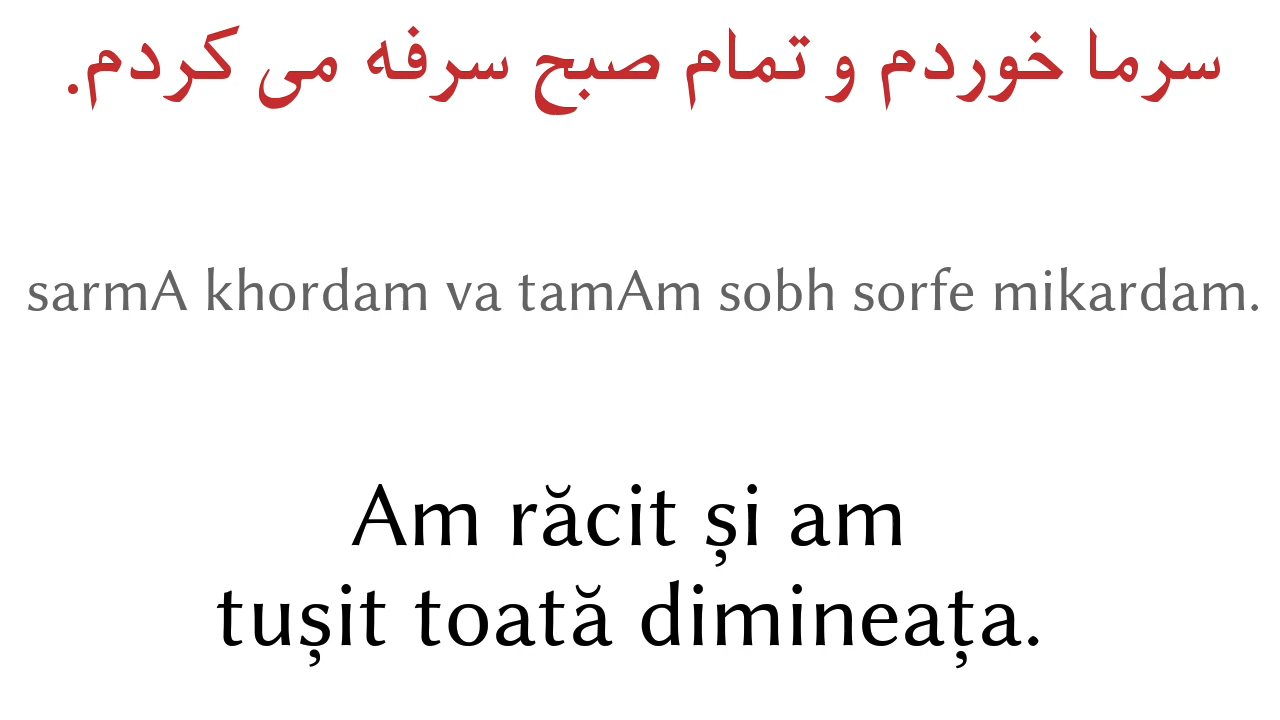 سرما خوردم و تمام صبح سرفه می کردم.
sarmA khordam va tamAm sobh sorfe mikardam.
Am răcit și am
tușit toată dimineața.